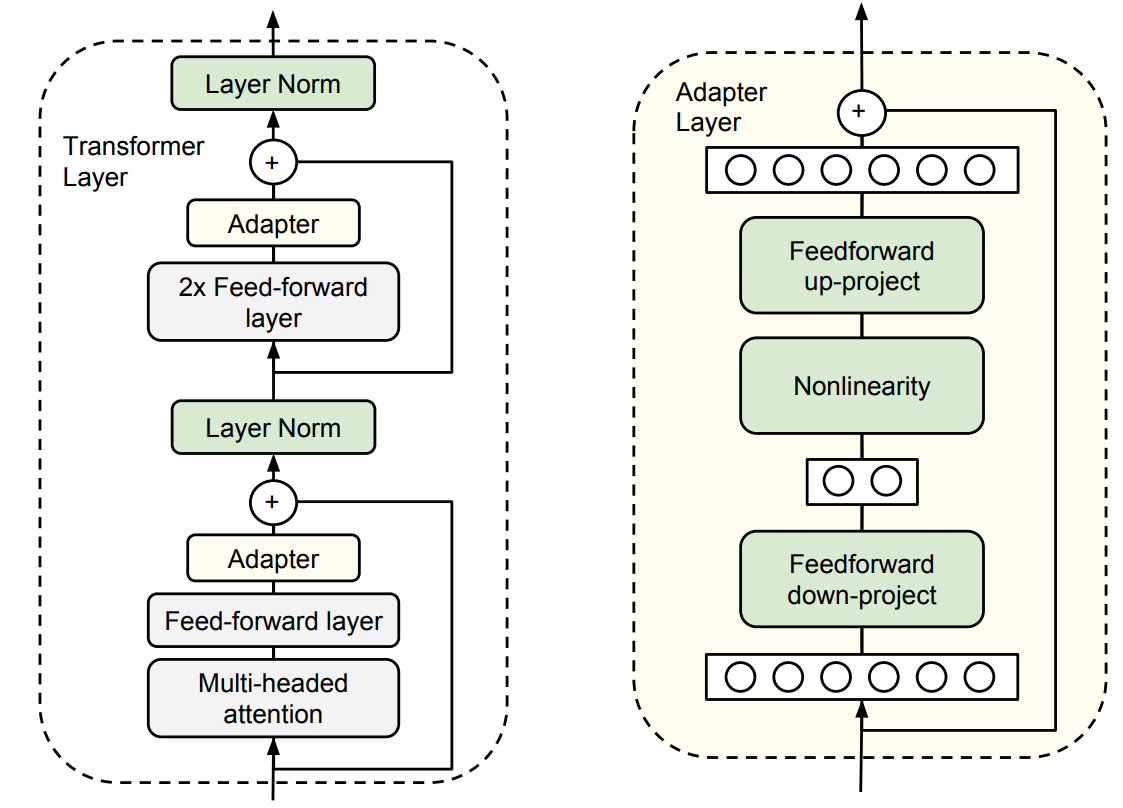 Layer Norm
Transformer
Layer
+
Adapter
2x Feed-forward
layer
Layer Norm
+
Adapter
Feed-forward layer
Multi-headed
attention
Adapter
Layer
+
Feedforward
up-project
Nonlinearity
Feedforward
down-project